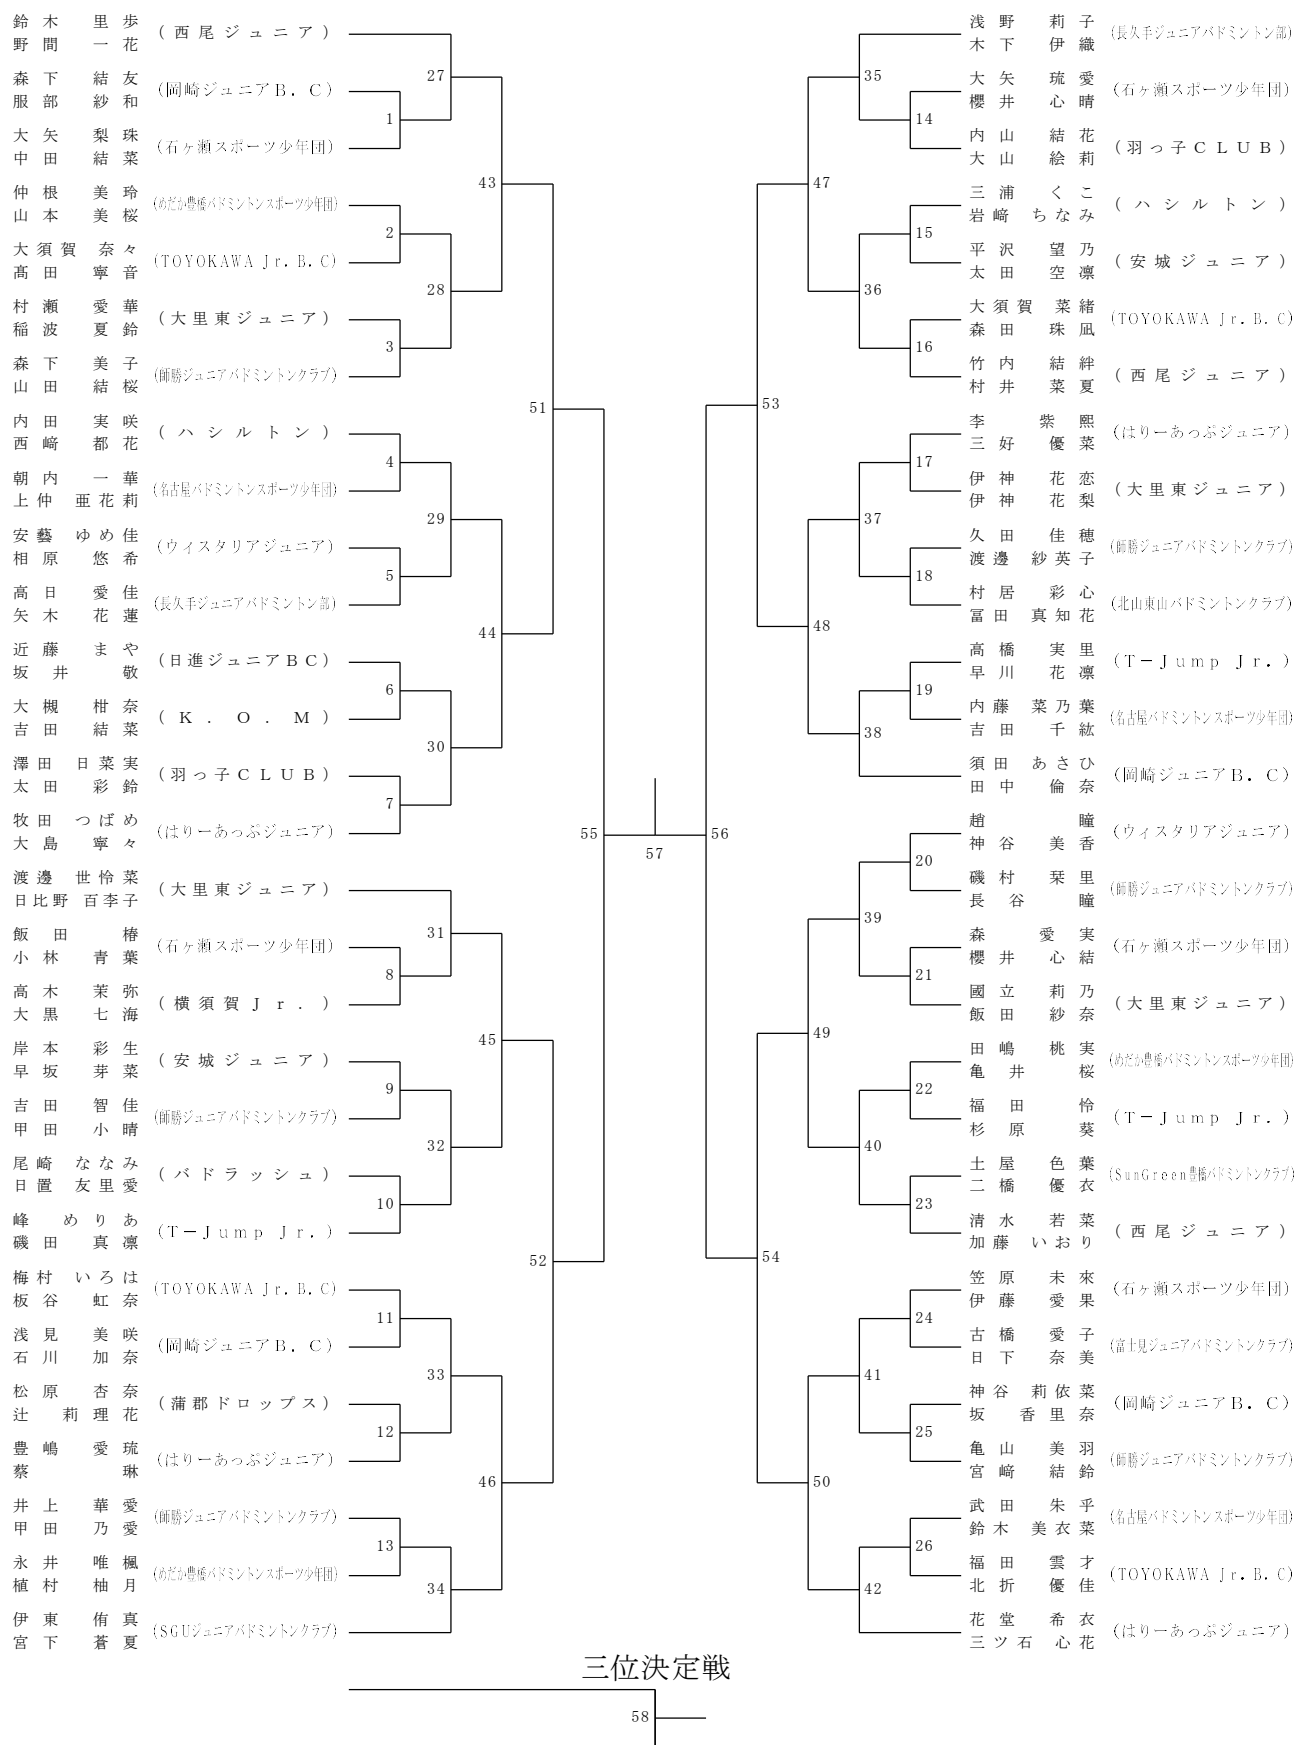 鈴木 里歩
野間 一花
(西尾ジュニア)
森下 結友
服部 紗和
(岡崎ジュニアB.C)
大矢 梨珠
中田 結菜
(石ヶ瀬スポーツ少年団)
仲根 美玲
山本 美桜
(めだか豊橋バドミントンスポーツ少年団)
大須賀 奈々
髙田 寧音
(TOYOKAWA Jr.B.C)
村瀬 愛華
稲波 夏鈴
(大里東ジュニア)
森下 美子
山田 結桜
(師勝ジュニアバドミントンクラブ)
内田 実咲
西﨑 都花
(ハシルトン)
朝内 一華
上仲 亜花莉
(名古屋バドミントンスポーツ少年団)
安藝 ゆめ佳
相原 悠希
(ウィスタリアジュニア)
高日 愛佳
矢木 花蓮
(長久手ジュニアバドミントン部)
近藤 まや
坂井 敬
(日進ジュニアBC)
大槻 柑奈
吉田 結菜
(K.O.M)
澤田 日菜実
太田 彩鈴
(羽っ子CLUB)
牧田 つばめ
大島 寧々
(はりーあっぷジュニア)
渡邊 世怜菜
日比野 百李子
(大里東ジュニア)
飯田 椿
小林 青葉
(石ヶ瀬スポーツ少年団)
高木 茉弥
大黒 七海
(横須賀Jr.)
岸本 彩生
早坂 芽菜
(安城ジュニア)
吉田 智佳
甲田 小晴
(師勝ジュニアバドミントンクラブ)
尾崎 ななみ
日置 友里愛
(バドラッシュ)
峰 めりあ
磯田 真凛
(T−Jump Jr.)
梅村 いろは
板谷 虹奈
(TOYOKAWA Jr.B.C)
浅見 美咲
石川 加奈
(岡崎ジュニアB.C)
松原 杏奈
辻 莉理花
(蒲郡ドロップス)
豊嶋 愛琉
蔡 琳
(はりーあっぷジュニア)
井上 華愛
甲田 乃愛
(師勝ジュニアバドミントンクラブ)
永井 唯楓
植村 柚月
(めだか豊橋バドミントンスポーツ少年団)
伊東 侑真
宮下 蒼夏
(SGUジュニアバドミントンクラブ)
1
2
3
4
5
6
7
8
9
10
11
12
13
27
28
29
30
31
32
33
34
43
44
45
46
51
52
55
57
56
53
54
47
48
49
50
35
36
37
38
39
40
41
42
14
15
16
17
18
19
20
21
22
23
24
25
26
浅野 莉子
木下 伊織
(長久手ジュニアバドミントン部)
大矢 琉愛
櫻井 心晴
(石ヶ瀬スポーツ少年団)
内山 結花
大山 絵莉
(羽っ子CLUB)
三浦 くこ
岩﨑 ちなみ
(ハシルトン)
平沢 望乃
太田 空凛
(安城ジュニア)
大須賀 菜緒
森田 珠凪
(TOYOKAWA Jr.B.C)
竹内 結絆
村井 菜夏
(西尾ジュニア)
李 紫熙
三好 優菜
(はりーあっぷジュニア)
伊神 花恋
伊神 花梨
(大里東ジュニア)
久田 佳穂
渡邊 紗英子
(師勝ジュニアバドミントンクラブ)
村居 彩心
冨田 真知花
(北山東山バドミントンクラブ)
高橋 実里
早川 花凛
(T−Jump Jr.)
内藤 菜乃葉
吉田 千紘
(名古屋バドミントンスポーツ少年団)
須田 あさひ
田中 倫奈
(岡崎ジュニアB.C)
趙 瞳
神谷 美香
(ウィスタリアジュニア)
磯村 栞里
長谷 瞳
(師勝ジュニアバドミントンクラブ)
森 愛実
櫻井 心結
(石ヶ瀬スポーツ少年団)
國立 莉乃
飯田 紗奈
(大里東ジュニア)
田嶋 桃実
亀井 桜
(めだか豊橋バドミントンスポーツ少年団)
福田 怜
杉原 葵
(T−Jump Jr.)
土屋 色葉
二橋 優衣
(SunGreen豊橋バドミントンクラブ)
清水 若菜
加藤 いおり
(西尾ジュニア)
笠原 未來
伊藤 愛果
(石ヶ瀬スポーツ少年団)
古橋 愛子
日下 奈美
(富士見ジュニアバドミントンクラブ)
神谷 莉依菜
坂 香里奈
(岡崎ジュニアB.C)
亀山 美羽
宮﨑 結鈴
(師勝ジュニアバドミントンクラブ)
武田 朱乎
鈴木 美衣菜
(名古屋バドミントンスポーツ少年団)
福田 雲才
北折 優佳
(TOYOKAWA Jr.B.C)
花堂 希衣
三ツ石 心花
(はりーあっぷジュニア)
三位決定戦
58